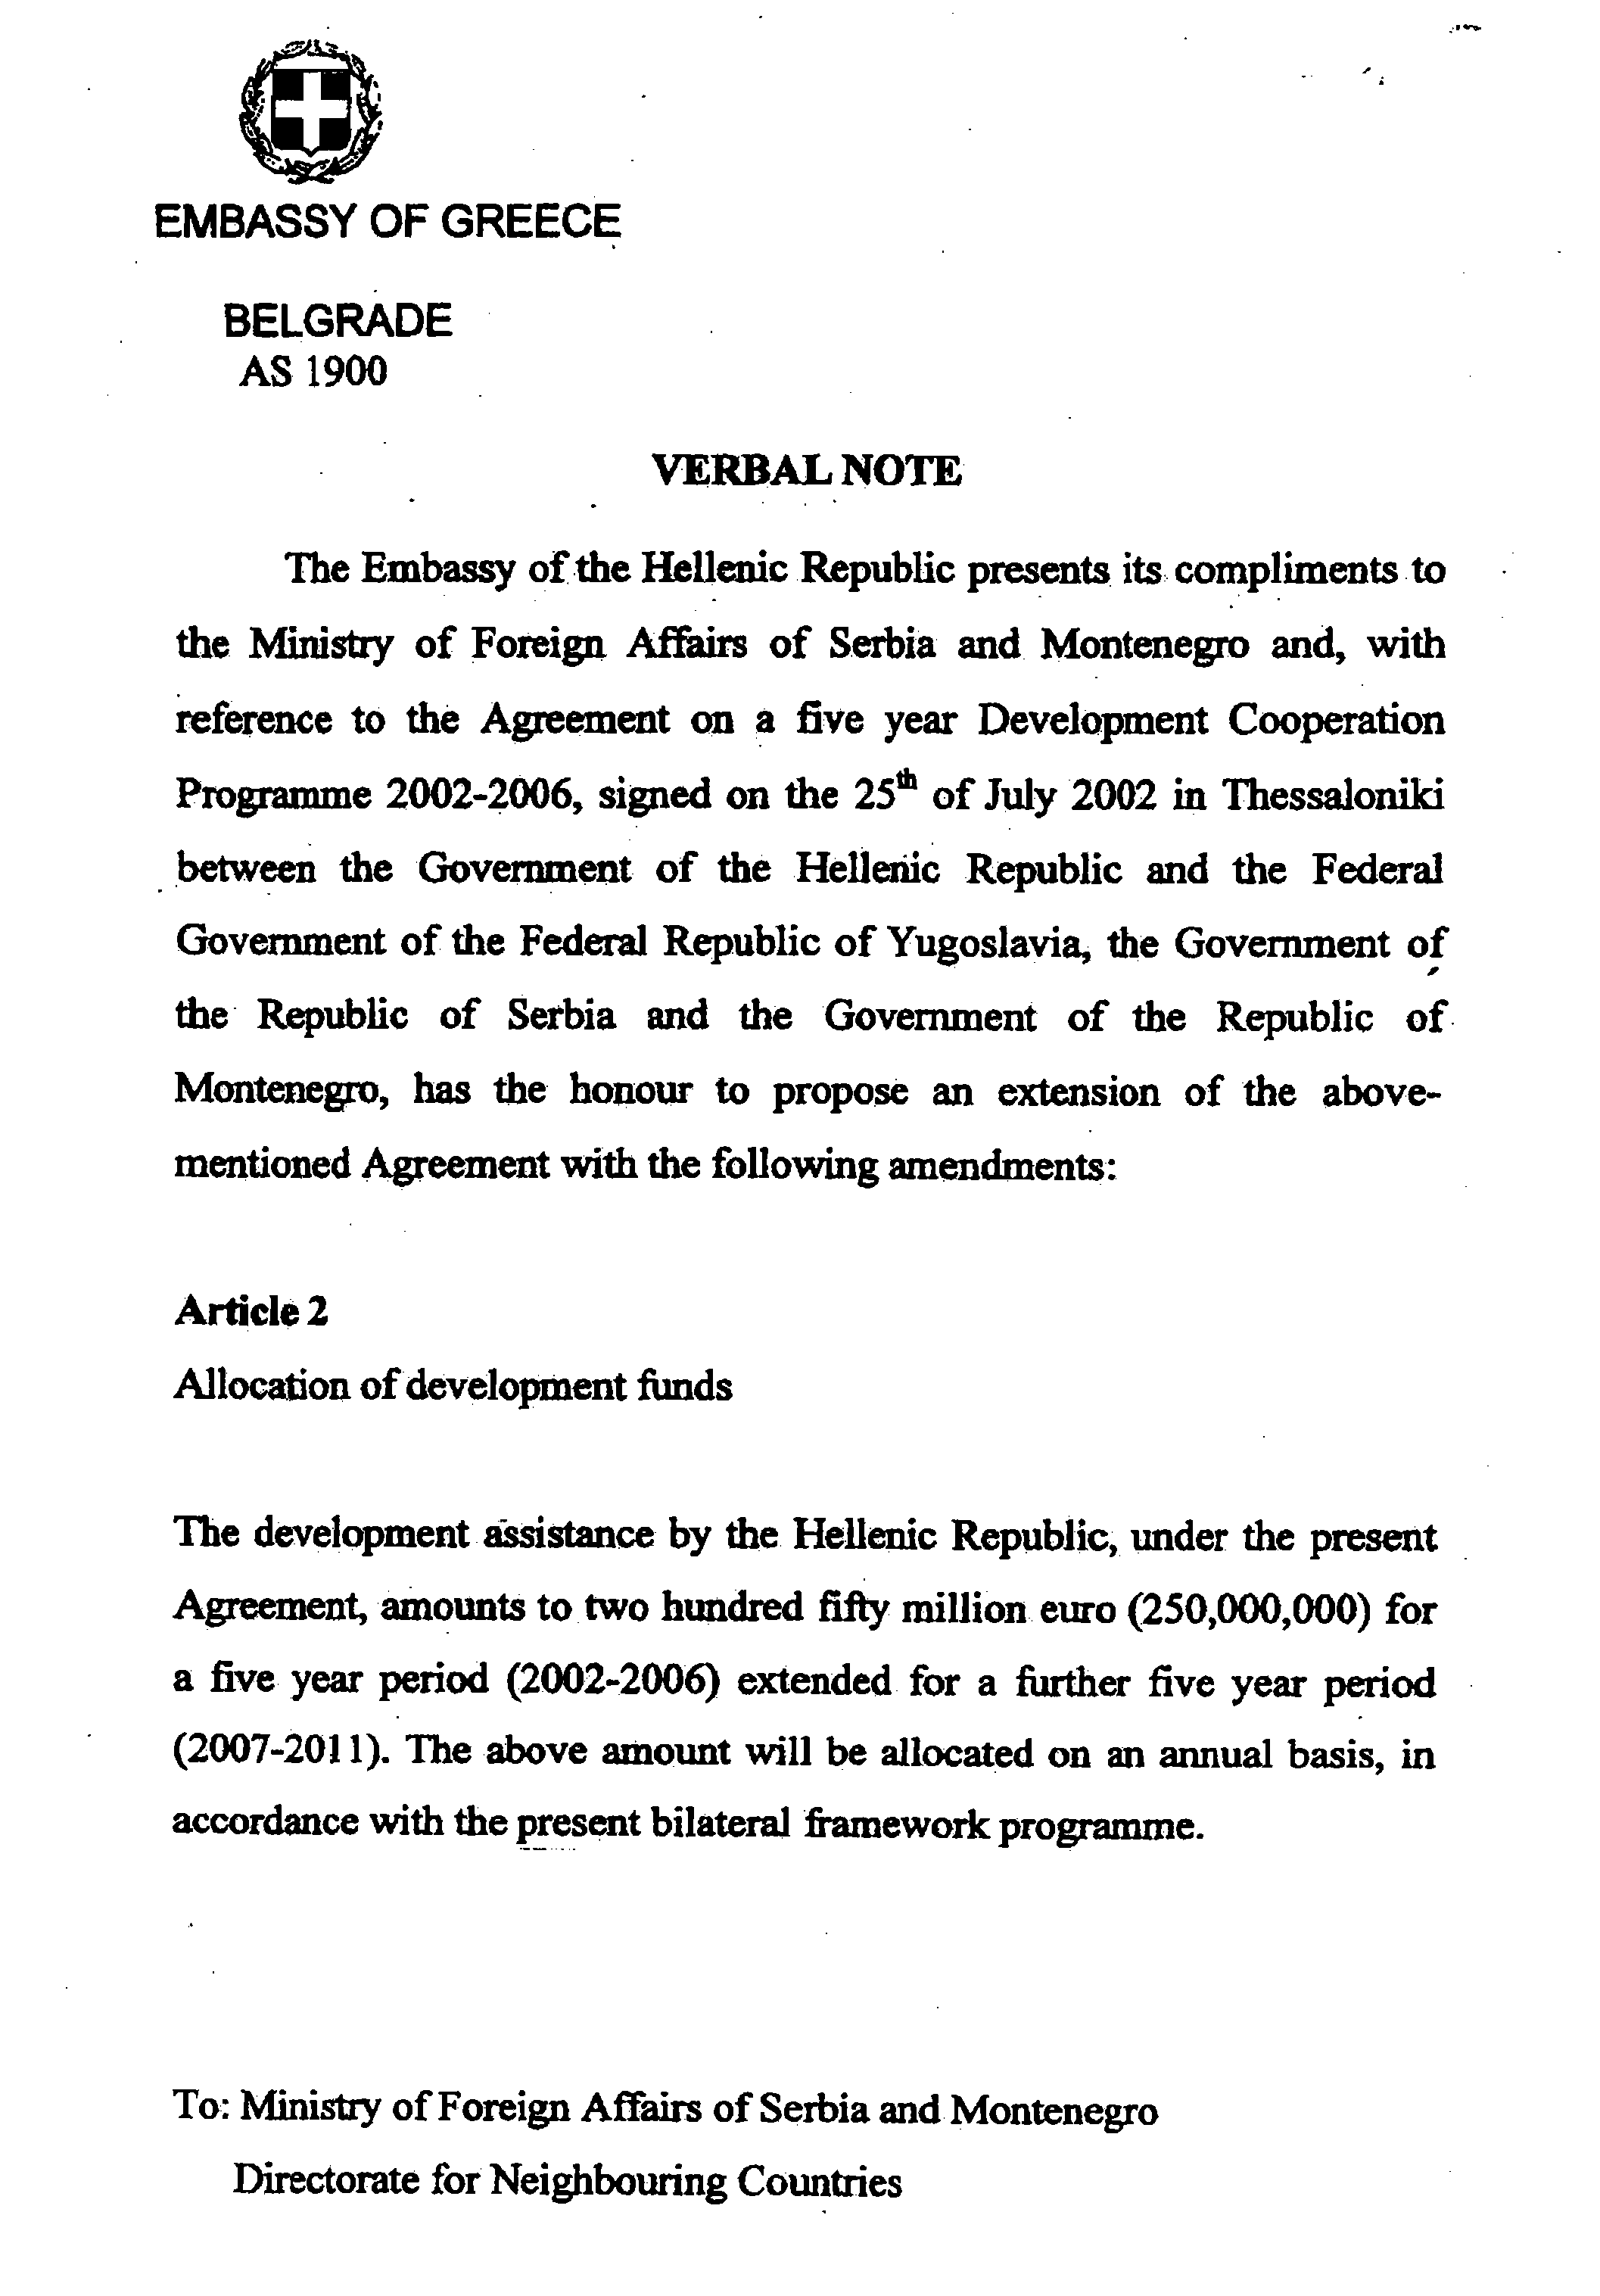 EMBASSY OF GREECE
BELGRADE
AS 1900
VERBAL NOTE
The Embassy of the Hellenic Republic presents its compliments to
the Ministry of Foreign Affairs of Serbia and Montenegro and, with
reference to the Agreement on a five year Development Cooperation
Programme 2002-2006, signed on the 25th of July 2002 in Thessaloniki
between the Government of the Hellenic Republic and the Federal
Government of the Federal Republic of Yugoslavia, the Government of
the Republic of Serbia and the Government of the Republic of
Montenegro, has the honour to propose an extension of the above-
mentioned Agreement with the following amendments:
Article 2
Allocation of development funds
The development assistance by the Hellenic Republic, under the present
Agreement, amounts to two hundred fifty million euro (250,000,000) for
a five year period (2002-2006) extended for a further five year period
(2007-2011). The above amount will be allocated on an annual basis, in
accordance with the present bilateral framework programme.
To: Ministry of Foreign Affairs of Serbia and Montenegro
Directorate for Neighbouring Countries